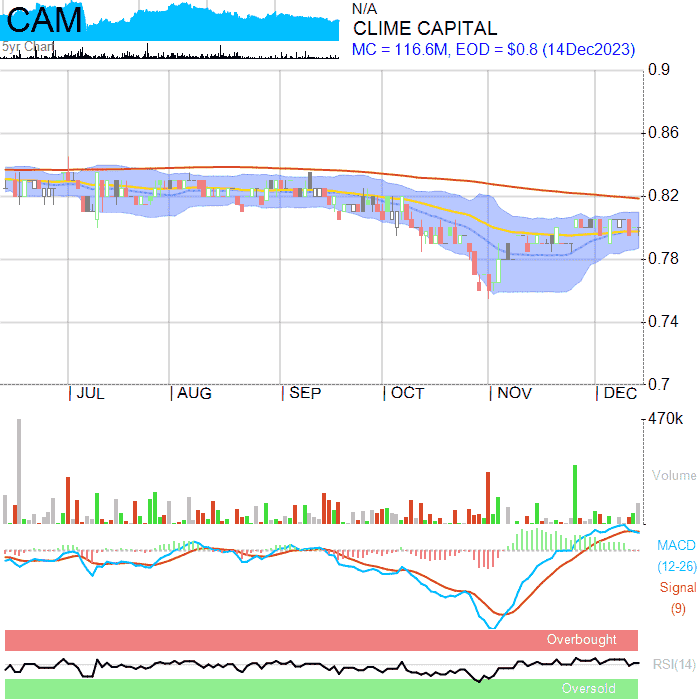 CAM
5yr Chart
N/A
CLIME CAPITAL
MC = 116.6M, EOD = $0.8 (14Dec2023)
0.9
0.86
0.82
0.78
0.74
0.7
JUL
AUG
SEP
OCT
NOV
DEC
470k
Volume
MACD
(12-26)
Signal
(9)
Overbought
RSI(14)
Oversold